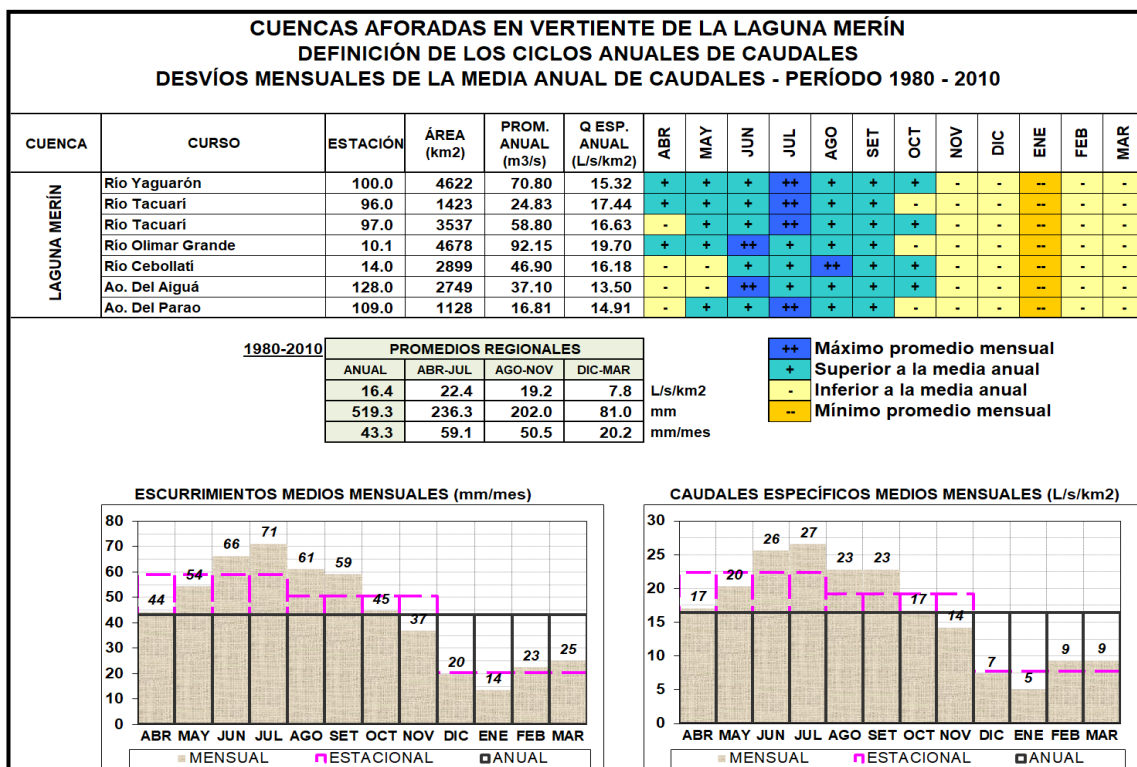 CUENCAS AFORADAS EN VERTIENTE DE LA LAGUNA MERÍN
DEFINICIÓN DE LOS CICLOS ANUALES DE CAUDALES
DESVÍOS MENSUALES DE LA MEDIA ANUAL DE CAUDALES - PERÍODO 1980 - 2010
CUENCA CURSO ESTACIÓN ÁREA (km2) PROM. ANUAL (m3/s) Q ESP. ANUAL (L/s/km2) ABR MAY JUN JUL AGO SET OCT NOV DIC ENE FEB MAR
LAGUNA MERÍN
Río Yaguarón 100.0 4622 70.80 15.32 + + + ++ + + + - - -- - -
Río Tacuarí 96.0 1423 24.83 17.44 + + + ++ + + - - - -- - -
Río Tacuarí 97.0 3537 58.80 16.63 - + + ++ + + + - - -- - -
Río Olimar Grande 10.1 4678 92.15 19.70 + + ++ + + + - - - -- - -
Río Cebollatí 14.0 2899 46.90 16.18 - - + + ++ + + - - -- - -
Ao. Del Aiguá 128.0 2749 37.10 13.50 - - ++ + + + + - - -- - -
Ao. Del Parao 109.0 1128 16.81 14.91 - + + ++ + + - - - -- - -
1980-2010 PROMEDIOS REGIONALES
ANUAL ABR-JUL AGO-NOV DIC-MAR
16.4 22.4 19.2 7.8 L/s/km2
519.3 236.3 202.0 81.0 mm
43.3 59.1 50.5 20.2 mm/mes
++ Máximo promedio mensual
+ Superior a la media anual
- Inferior a la media anual
-- Mínimo promedio mensual
ESCURRIMIENTOS MEDIOS MENSUALES (mm/mes)
80
70
60
50
40
30
20
10
0
44 54 66 71 61 59 45 37 20 14 23 25
ABR MAY JUN JUL AGO SET OCT NOV DIC ENE FEB MAR
MENSUAL ESTACIONAL ANUAL
CAUDALES ESPECÍFICOS MEDIOS MENSUALES (L/s/km2)
30
25
20
15
10
5
0
17 20 26 27 23 23 17 14 7 5 9 9
ABR MAY JUN JUL AGO SET OCT NOV DIC ENE FEB MAR
MENSUAL ESTACIONAL ANUAL